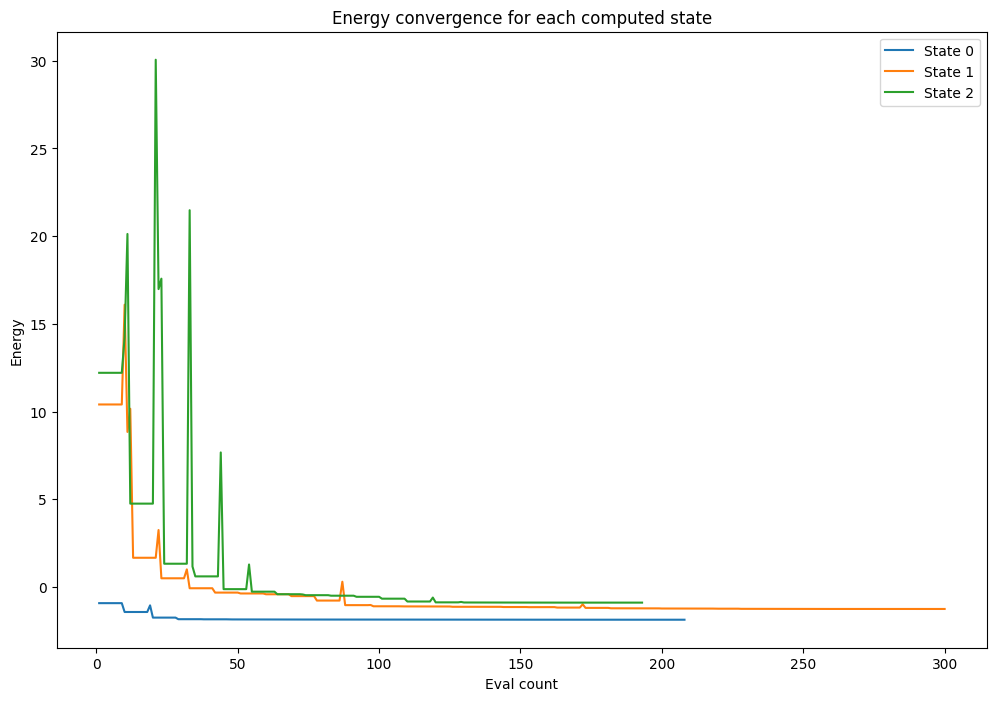 Energy convergence for each computed state
State 0
State 1
State 2
Energy
30
25
20
15
10
5
0
0 50 100 150 200 250 300
Eval count